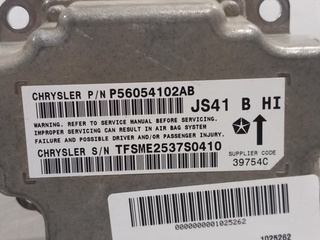 CHRYSLER P/N P56054102AB
JS41 B HI
WARNING: REFER TO SERVICE MANUAL BEFORE SERVICING.
IMPROPER SERVICING CAN RESULT IN AIR BAG SYSTEM
FAILURE AND POSSIBLE DRIVER AND/OR PASSENGER INJURY.
CHRYSLER S/N TFSME2537S0410
SUPPLIER CODE
39754C
0000000001025262
1025262